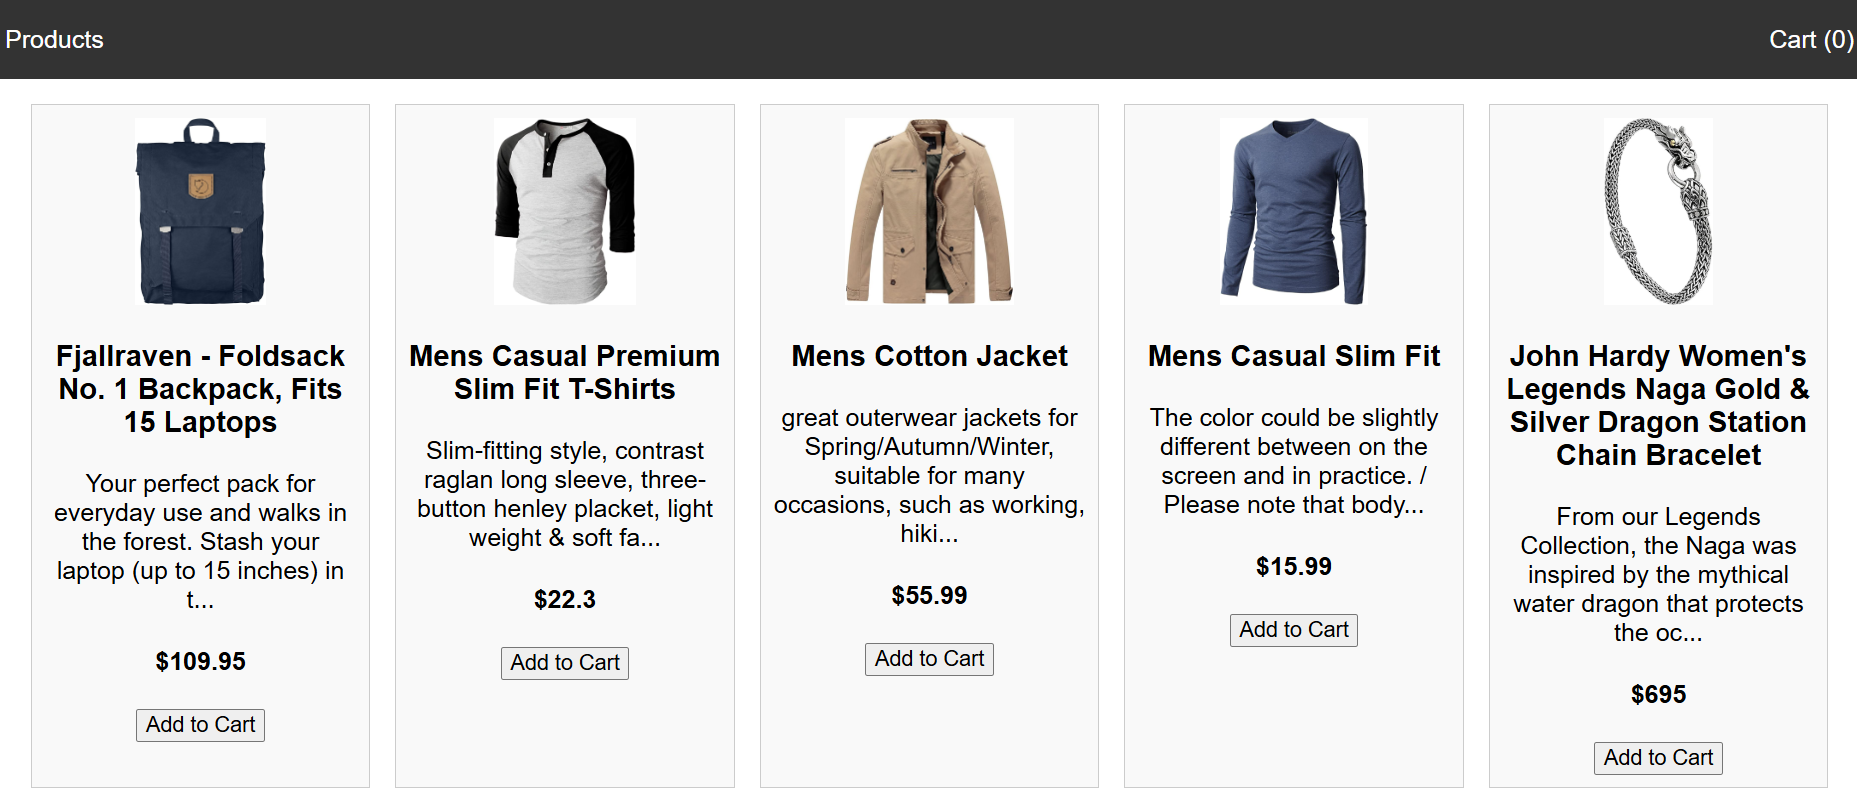 Products
Cart (0)
Fjallraven - Foldsack
No. 1 Backpack, Fits
15 Laptops
Your perfect pack for
everyday use and walks in
the forest. Stash your
laptop (up to 15 inches) in
t...
$109.95
Add to Cart
Mens Casual Premium
Slim Fit T-Shirts
Slim-fitting style, contrast
raglan long sleeve, three-
button henley placket, light
weight & soft fa...
$22.3
Add to Cart
Mens Cotton Jacket
great outerwear jackets for
Spring/Autumn/Winter,
suitable for many
occasions, such as working,
hiki...
$55.99
Add to Cart
Mens Casual Slim Fit
The color could be slightly
different between on the
screen and in practice. /
Please note that body...
$15.99
Add to Cart
John Hardy Women's
Legends Naga Gold &
Silver Dragon Station
Chain Bracelet
From our Legends
Collection, the Naga was
inspired by the mythical
water dragon that protects
the oc...
$695
Add to Cart